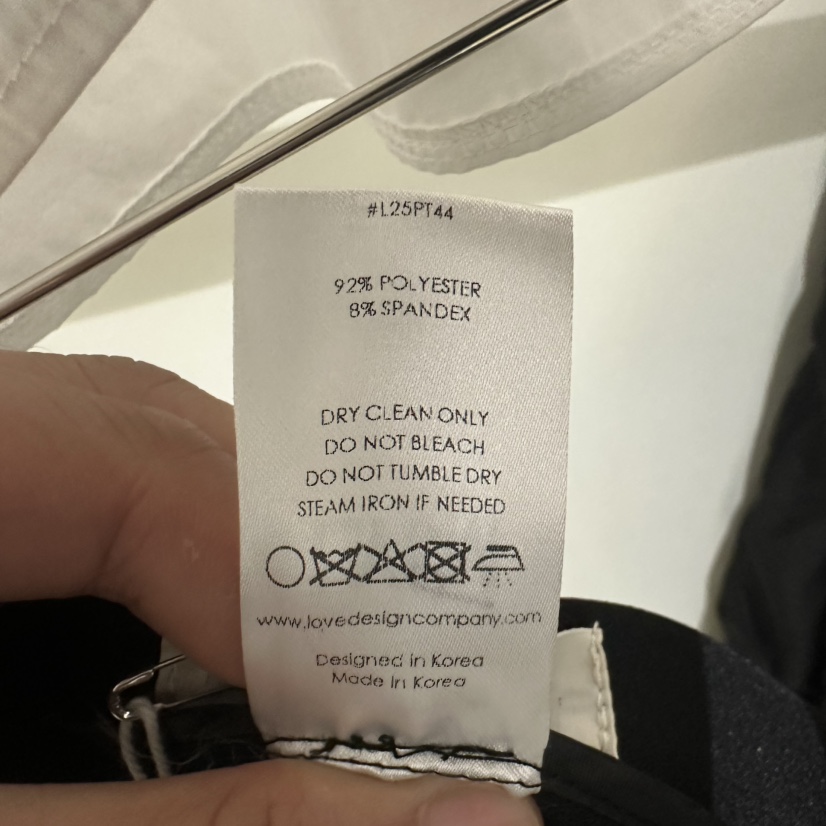 #L25PT44
92% POLYESTER
8% SPANDEX
DRY CLEAN ONLY
DO NOT BLEACH
DO NOT TUMBLE DRY
STEAM IRON IF NEEDED
www.lovedesigncompany.com
Designed in Korea
Made In Korea